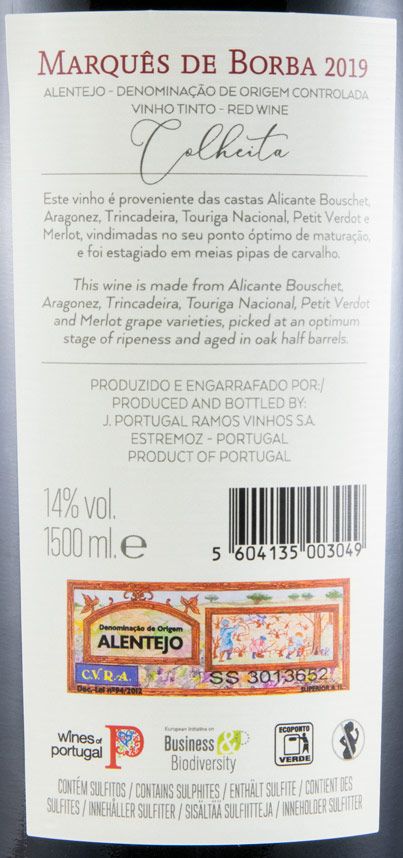 MARQUÊS DE BORBA 2019
ALENTEJO - DENOMINAÇÃO DE ORIGEM CONTROLADA
VINHO TINTO - RED WINE
Colheita
Este vinho é proveniente das castas Alicante Bouschet,
Aragonez, Trincadeira, Touriga Nacional, Petit Verdot e
Merlot, vindimadas no seu ponto óptimo de maturação,
e foi estagiado em meias pipas de carvalho.
This wine is made from Alicante Bouschet,
Aragonez, Trincadeira, Touriga Nacional, Petit Verdot
and Merlot grape varieties, picked at an optimum
stage of ripeness and aged in oak half barrels.
PRODUZIDO E ENGARRAFADO POR:/
PRODUCED AND BOTTLED BY:
J. PORTUGAL RAMOS VINHOS S.A.
ESTREMOZ - PORTUGAL
PRODUCT OF PORTUGAL
14% vol.
1500 ml. e
5 604135 003049
Denominação de Origem
ALENTEJO
C.V.R.A.
SS 3013652
Dec.-Lei nº94/2012
SUPERIOR A 1L
wines of
portugal
European Initiative on
Business &
Biodiversity
ECOPONTO
VERDE
CONTÉM SULFITOS / CONTAINS SULPHITES / ENTHÄLT SULFITE / CONTIENT DES
SULFITES / INNEHÅLLER SULFITER / SISÄLTÄÄ SULFIITTEJA / INNEHOLDER SULFITTER